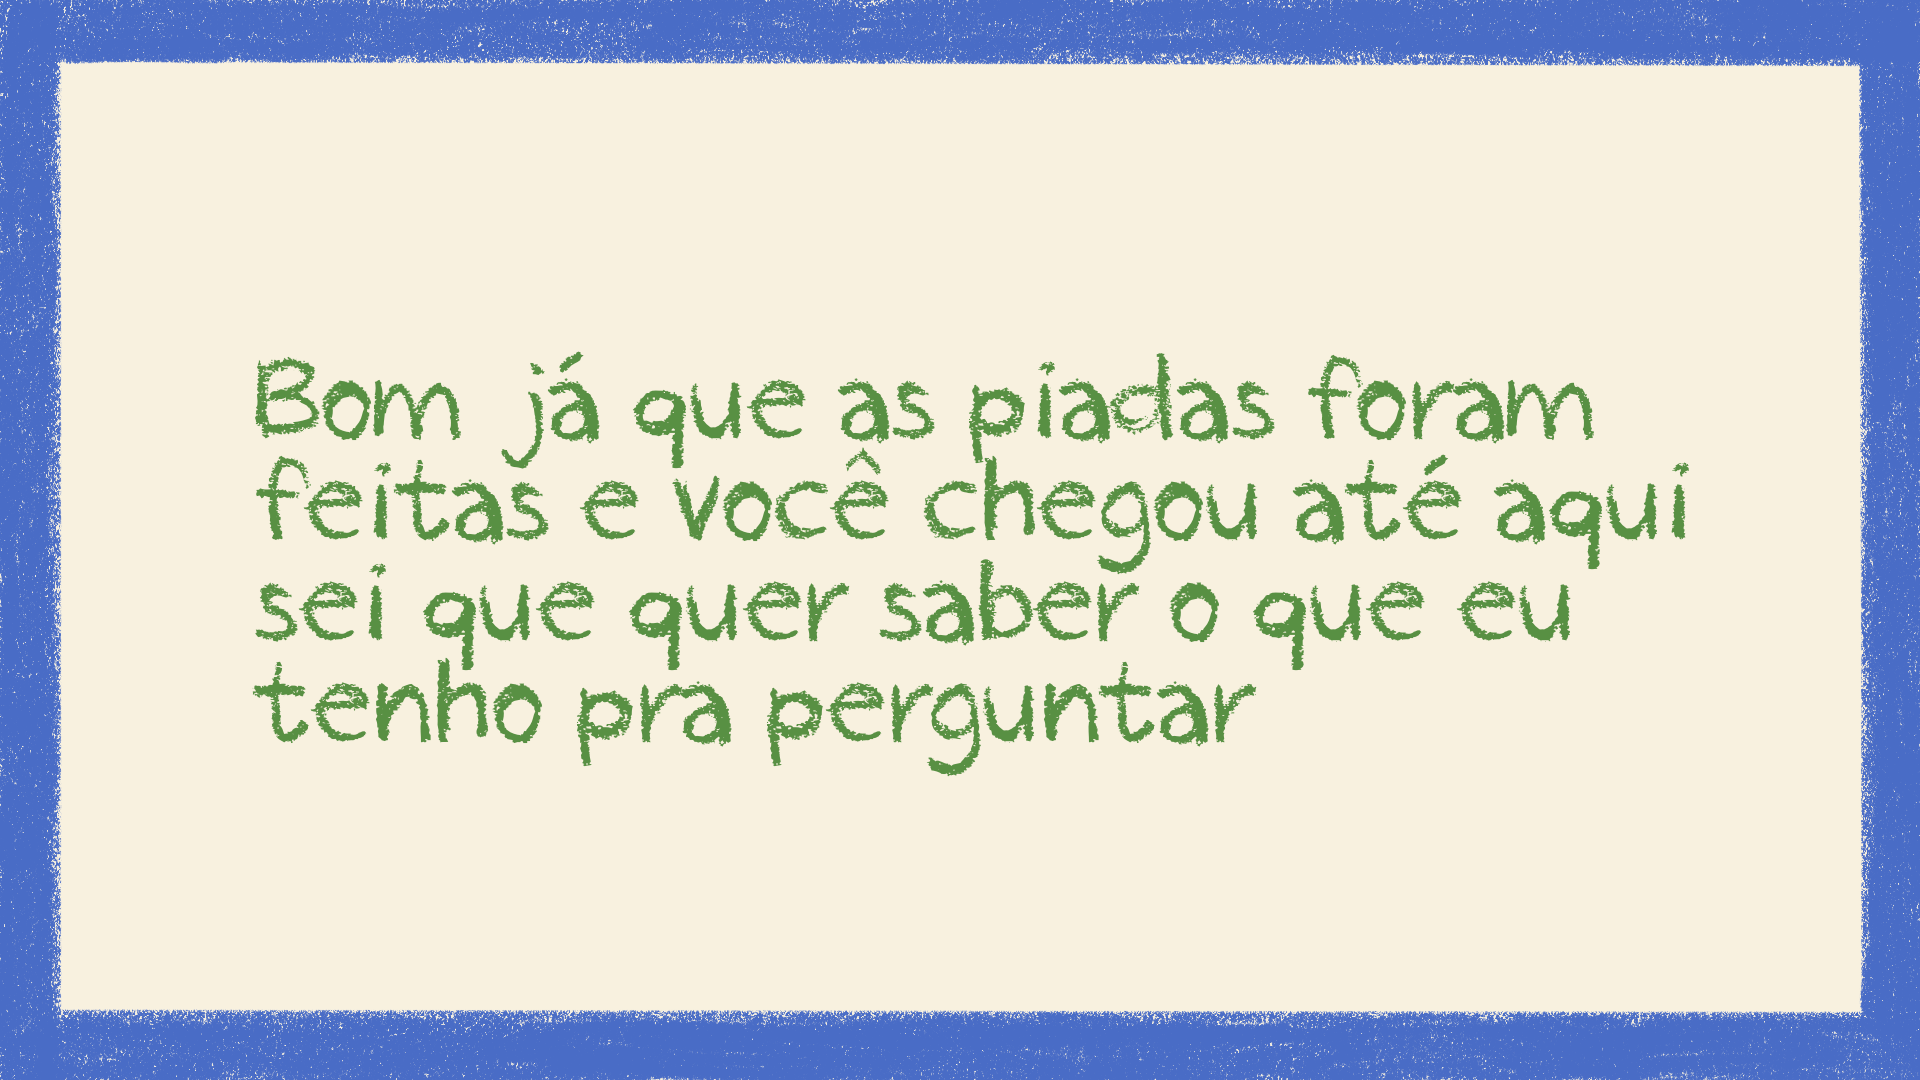 Bom já que as piadas foram
feitas e você chegou até aqui
sei que quer saber o que eu
tenho pra perguntar